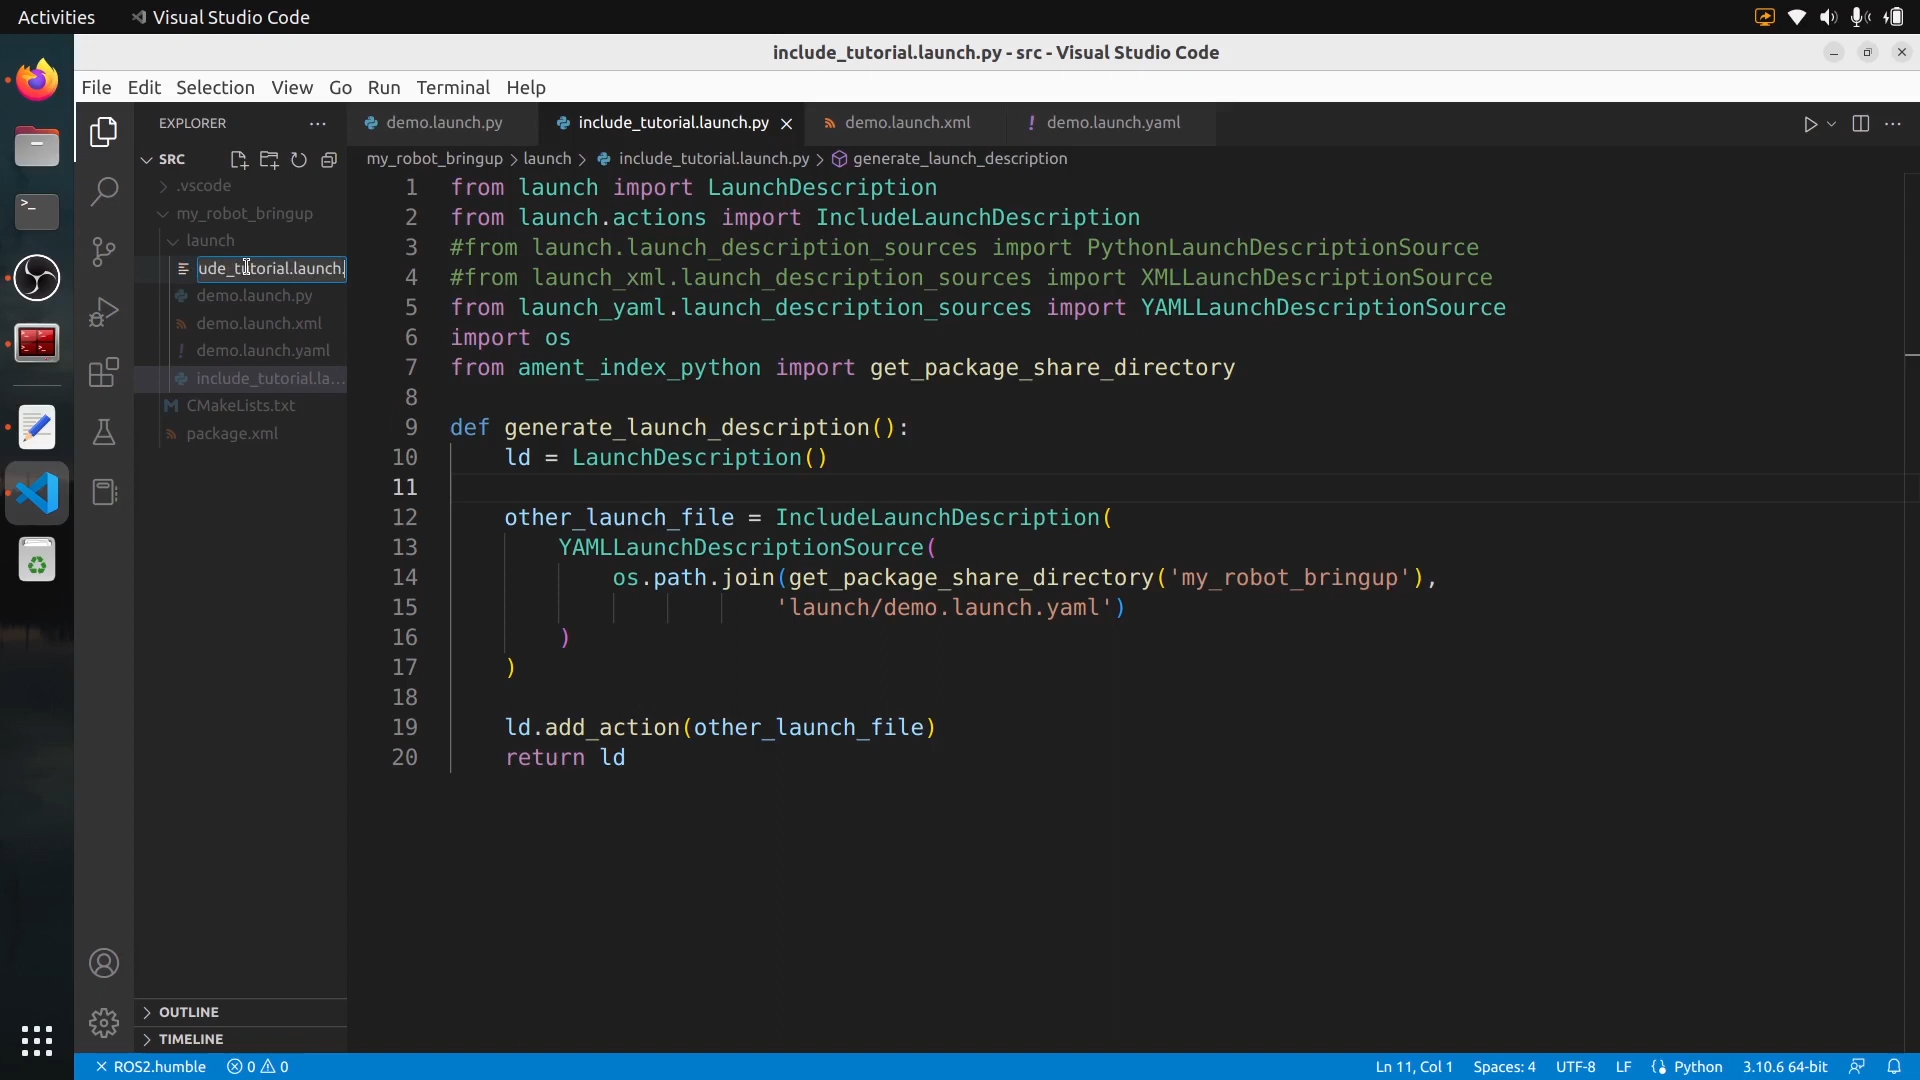 Activities
Visual Studio Code
include_tutorial.launch.py - src - Visual Studio Code
File Edit Selection View Go Run Terminal Help
EXPLORER
SRC
.vscode
my_robot_bringup
launch
ude_tutorial.launch.
demo.launch.py
demo.launch.xml
demo.launch.yaml
include_tutorial.la...
CMakeLists.txt
package.xml
OUTLINE
TIMELINE
demo.launch.py
include_tutorial.launch.py
demo.launch.xml
demo.launch.yaml
my_robot_bringup > launch > include_tutorial.launch.py > generate_launch_description
1 from launch import LaunchDescription
2 from launch.actions import IncludeLaunchDescription
3 #from launch.launch_description_sources import PythonLaunchDescriptionSource
4 #from launch_xml.launch_description_sources import XMLLaunchDescriptionSource
5 from launch_yaml.launch_description_sources import YAMLLaunchDescriptionSource
6 import os
7 from ament_index_python import get_package_share_directory
8
9 def generate_launch_description():
10 ld = LaunchDescription()
11
12 other_launch_file = IncludeLaunchDescription(
13 YAMLLaunchDescriptionSource(
14 os.path.join(get_package_share_directory('my_robot_bringup'),
15 'launch/demo.launch.yaml')
16 )
17 )
18
19 ld.add_action(other_launch_file)
20 return ld
ROS2.humble 0 0
Ln 11, Col 1 Spaces: 4 UTF-8 LF Python 3.10.6 64-bit